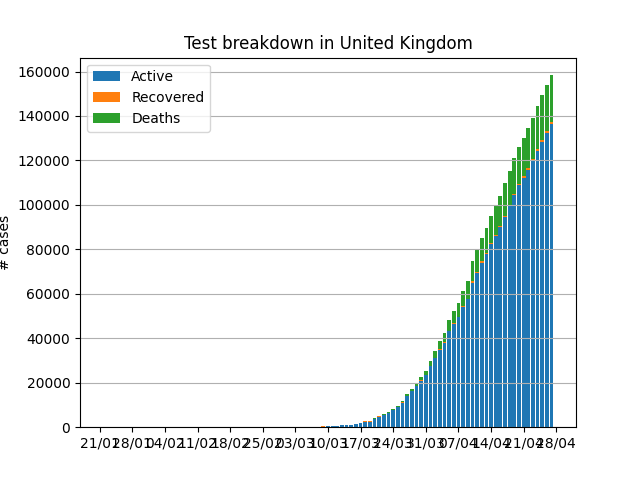 Test breakdown in United Kingdom
Active
Recovered
Deaths
# cases
160000
140000
120000
100000
80000
60000
40000
20000
0
21/01 28/01 04/02 11/02 18/02 25/02 03/03 10/03 17/03 24/03 31/03 07/04 14/04 21/04 28/04